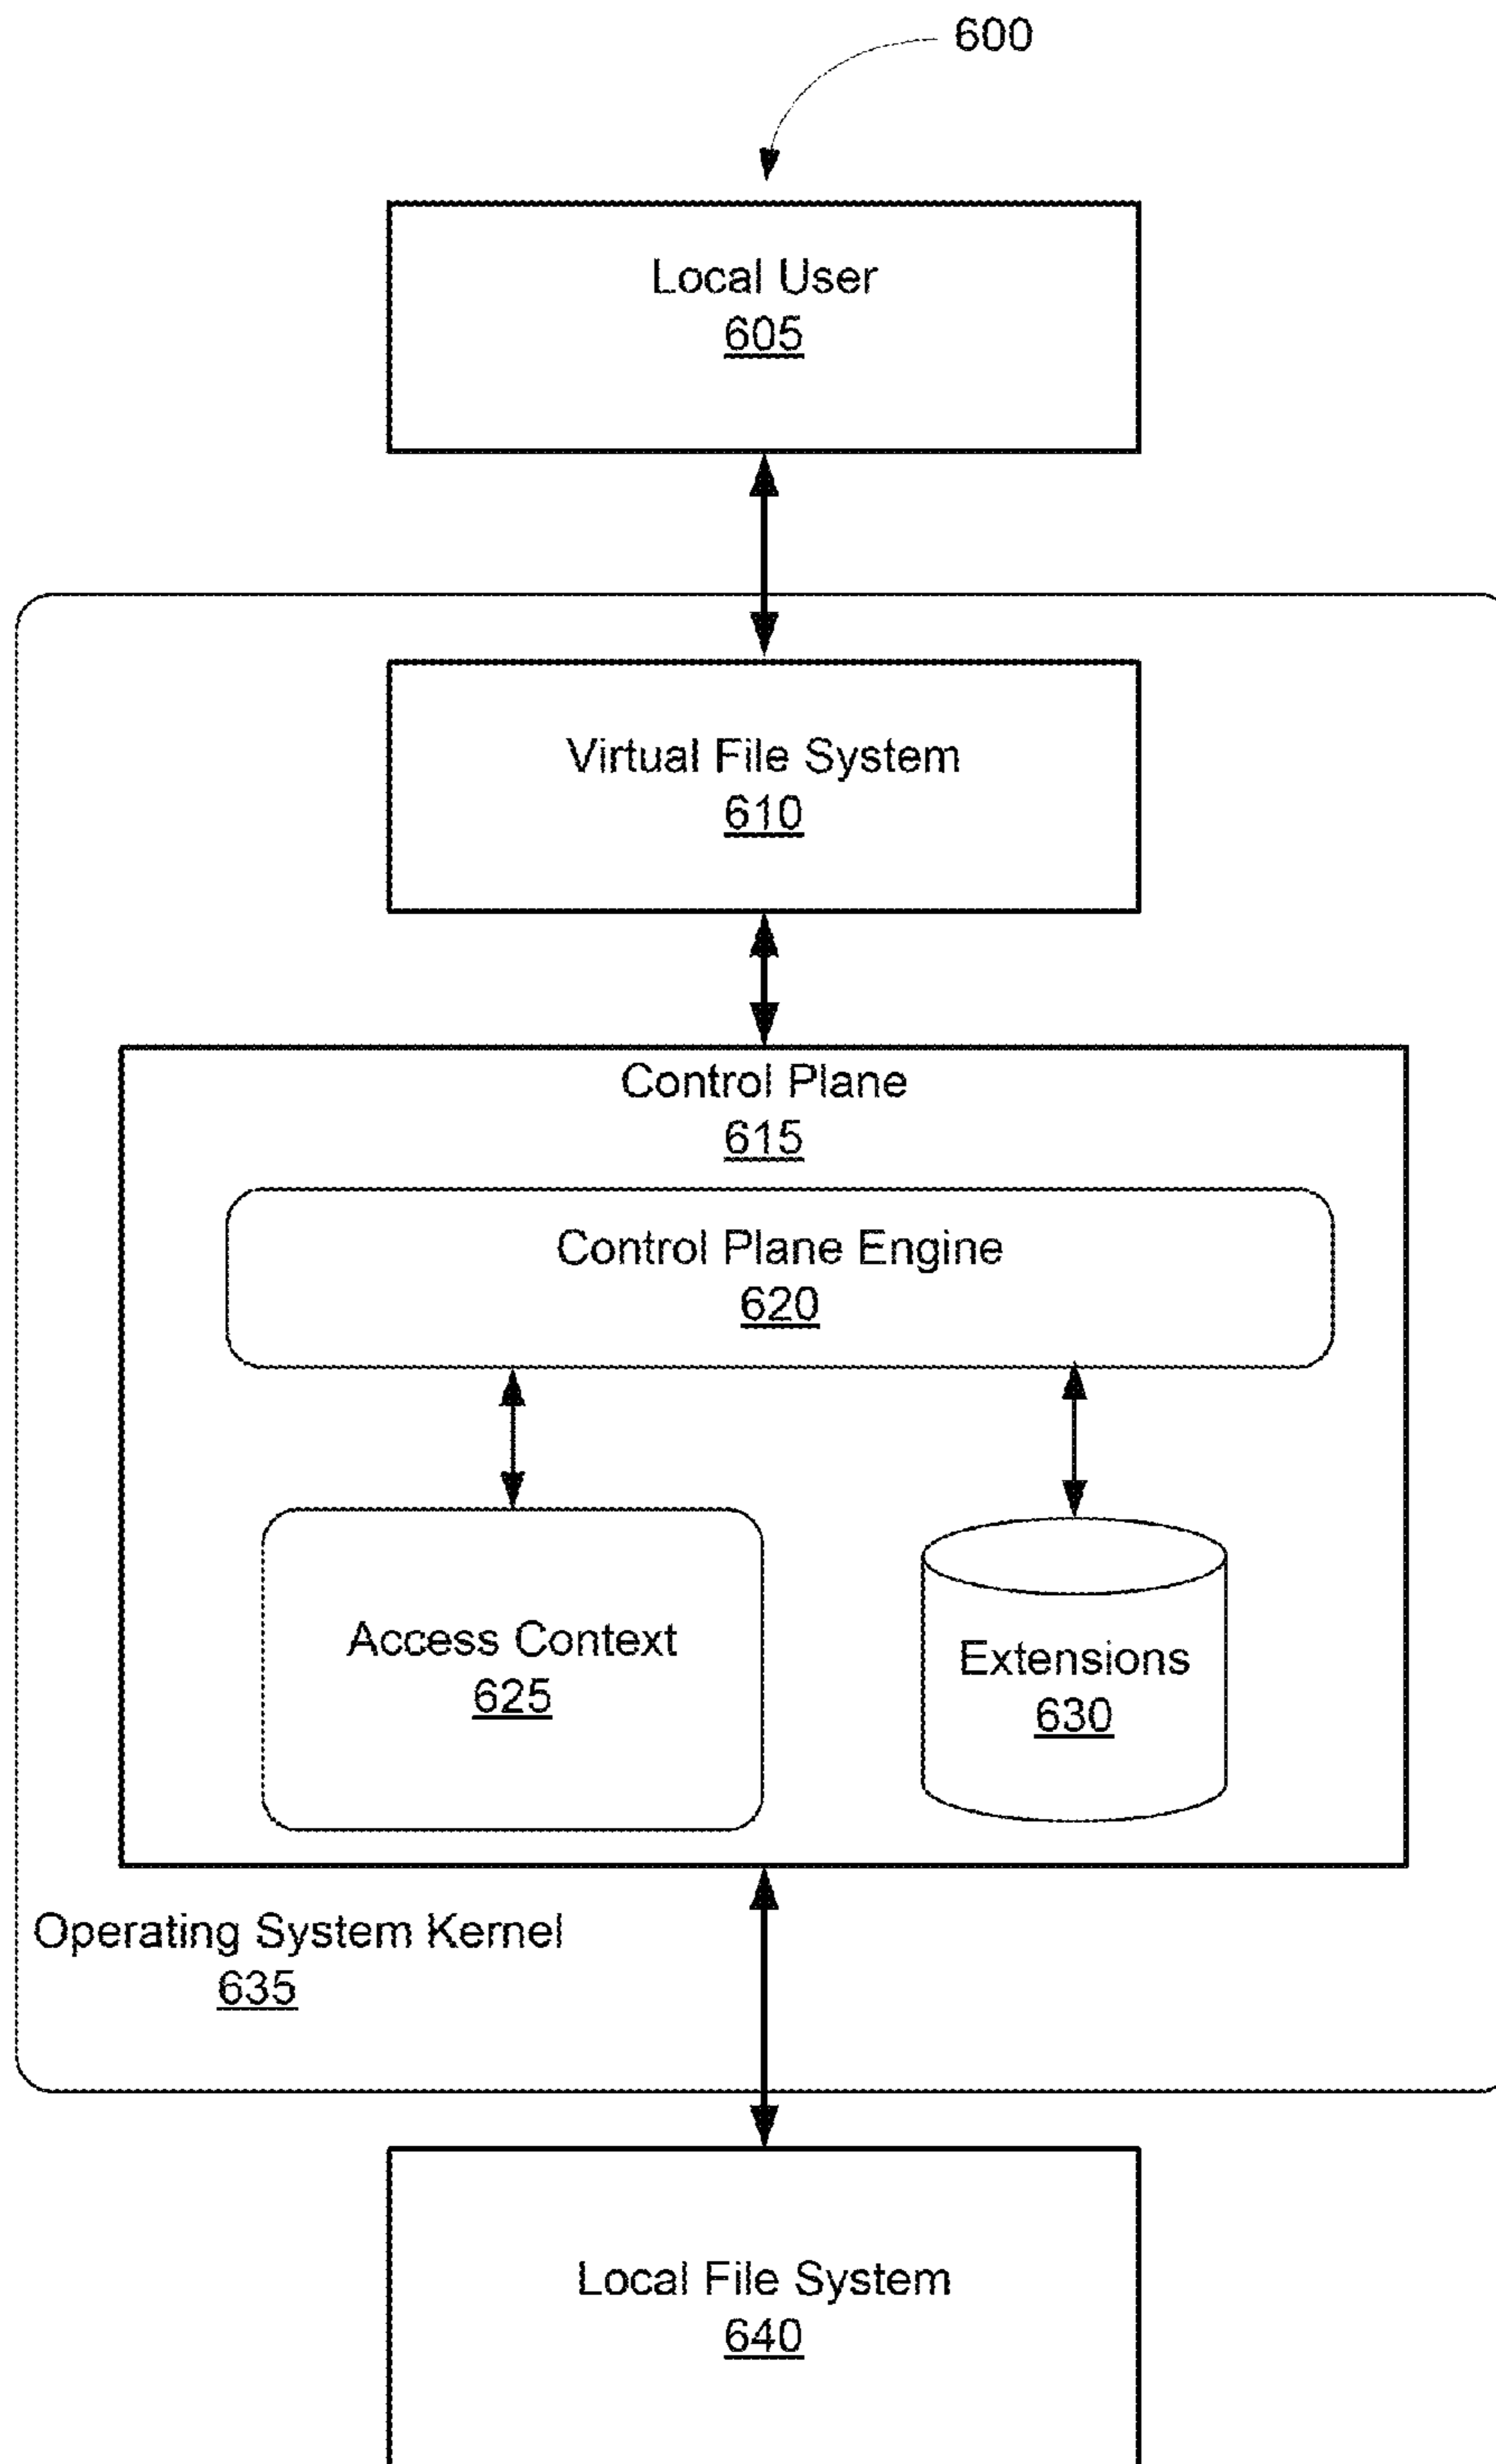 600
Local User
605
Virtual File System
610
Control Plane
615
Control Plane Engine
620
Access Context
625
Extensions
630
Operating System Kernel
635
Local File System
640